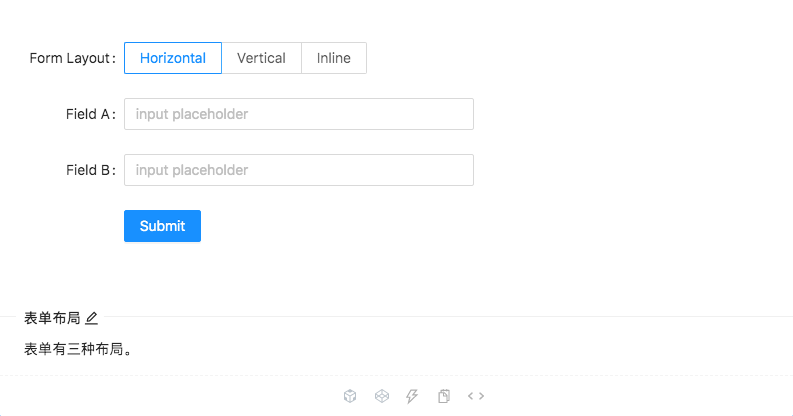 Form Layout: Horizontal Vertical Inline
Field A: input placeholder
Field B: input placeholder
Submit
表单布局
表单有三种布局。